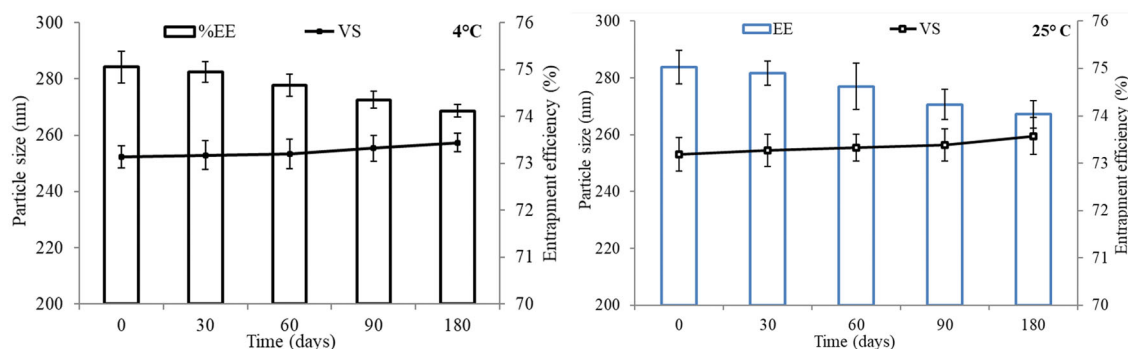 %EE
VS
4°C
Particle size (nm)
300
280
260
240
220
200
76
75
74
73
72
71
70
Entrapment efficiency (%)
0 30 60 90 180
Time (days)
EE
VS
25° C
Particle size (nm)
300
280
260
240
220
200
76
75
74
73
72
71
70
Entrapment efficiency (%)
0 30 60 90 180
Time (days)